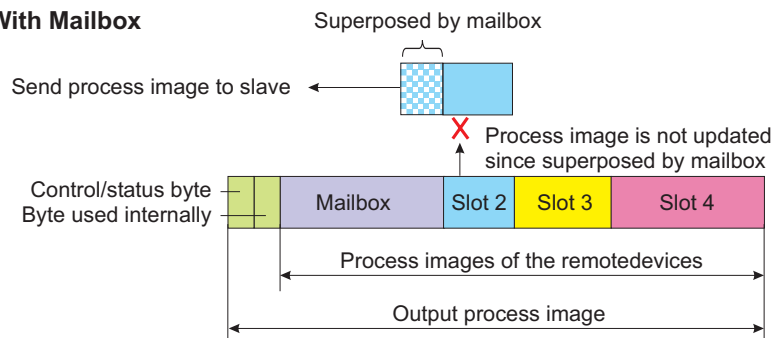 With Mailbox
Superposed by mailbox
Send process image to slave
Process image is not updated
since superposed by mailbox
Control/status byte
Byte used internally
Mailbox
Slot 2
Slot 3
Slot 4
Process images of the remotedevices
Output process image